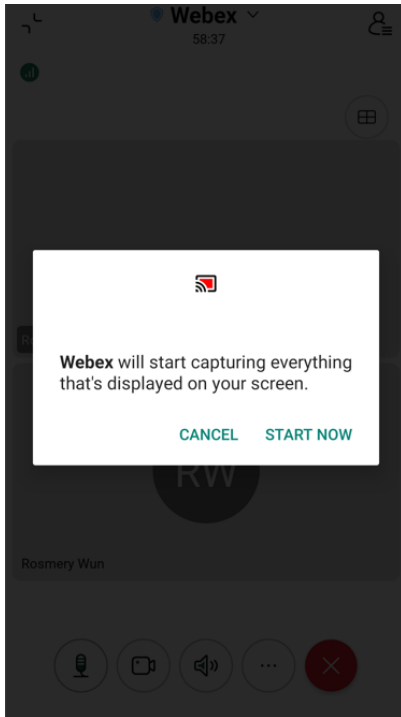 Webex
58:37
Webex will start capturing everything
that's displayed on your screen.
CANCEL START NOW
RW
Rosmery Wun